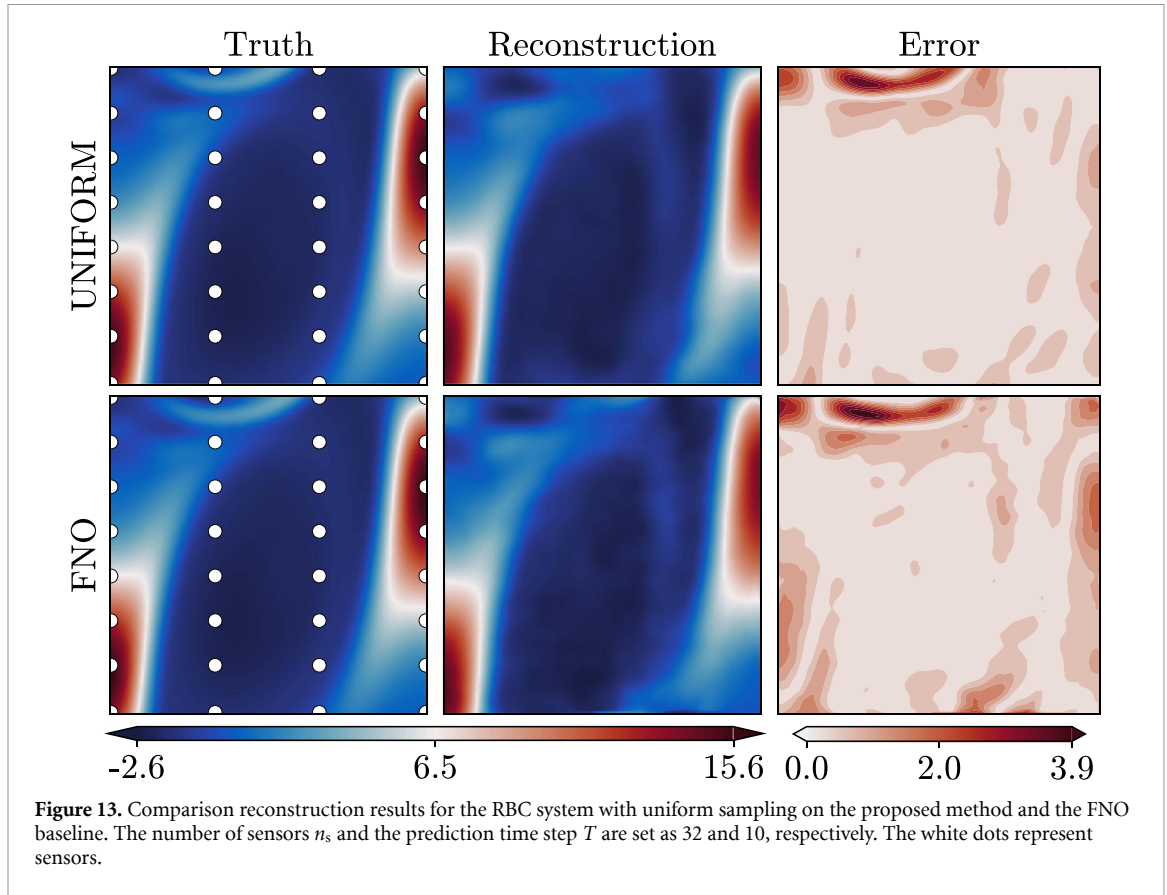 Truth Reconstruction Error
UNIFORM
FNO
-2.6 6.5 15.6 0.0 2.0 3.9
Figure 13. Comparison reconstruction results for the RBC system with uniform sampling on the proposed method and the FNO
baseline. The number of sensors nₛ and the prediction time step T are set as 32 and 10, respectively. The white dots represent
sensors.